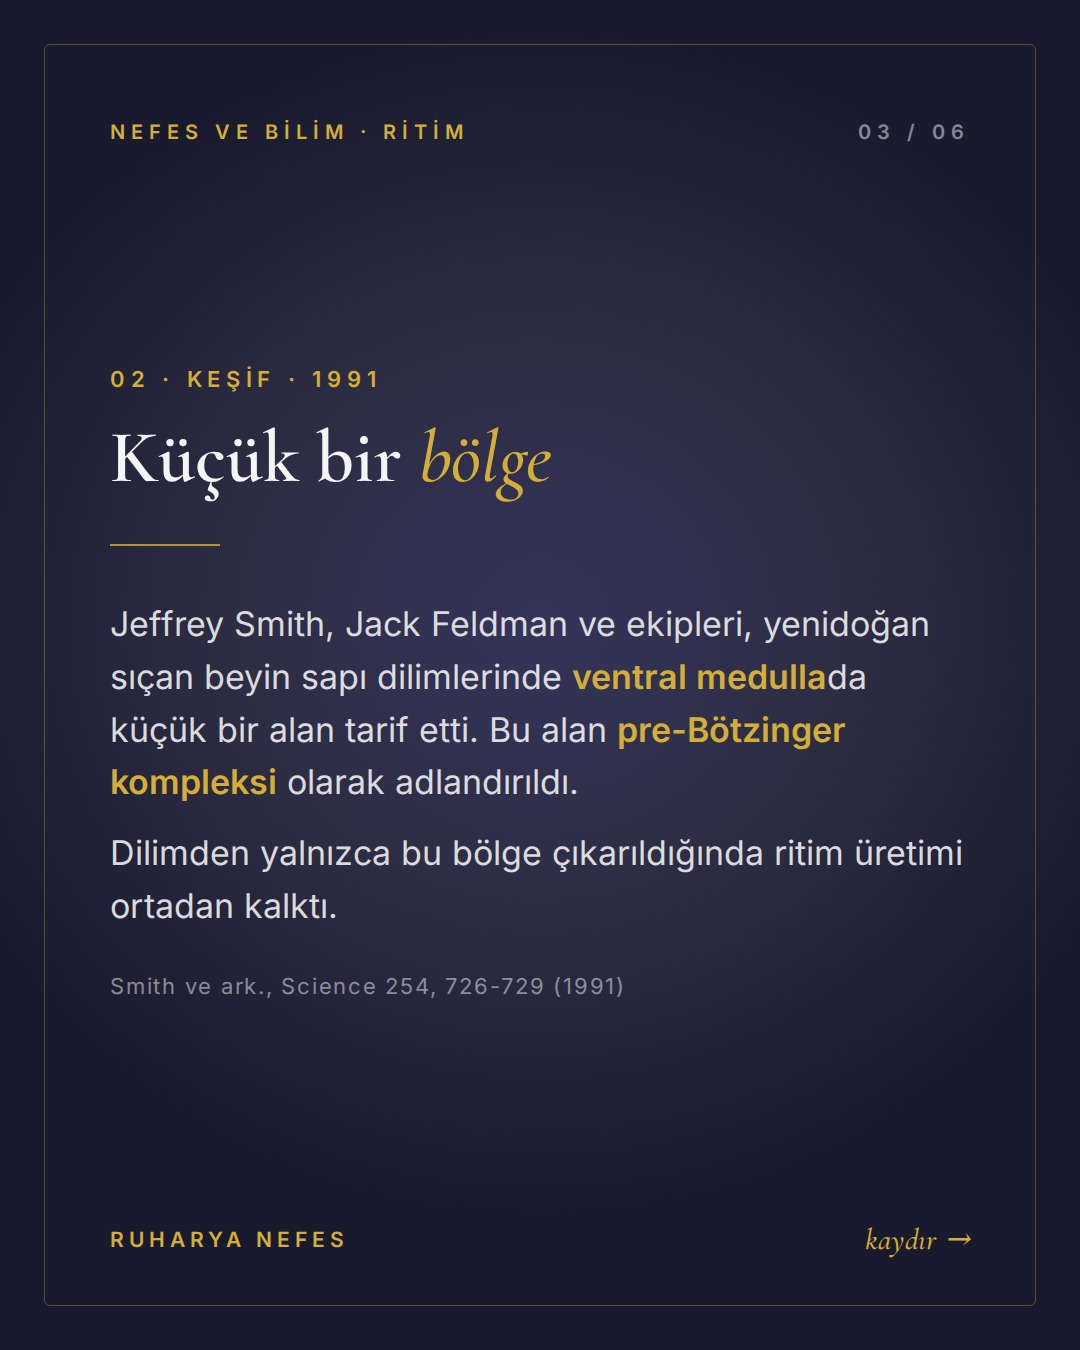 NEFES VE BİLİM · RİTİM
03 / 06
02 · KEŞİF · 1991
Küçük bir bölge
Jeffrey Smith, Jack Feldman ve ekipleri, yenidoğan
sıçan beyin sapı dilimlerinde ventral medullada
küçük bir alan tarif etti. Bu alan pre-Bötzinger
kompleksi olarak adlandırıldı.
Dilimden yalnızca bu bölge çıkarıldığında ritim üretimi
ortadan kalktı.
Smith ve ark., Science 254, 726-729 (1991)
RUHARYA NEFES
kaydır →